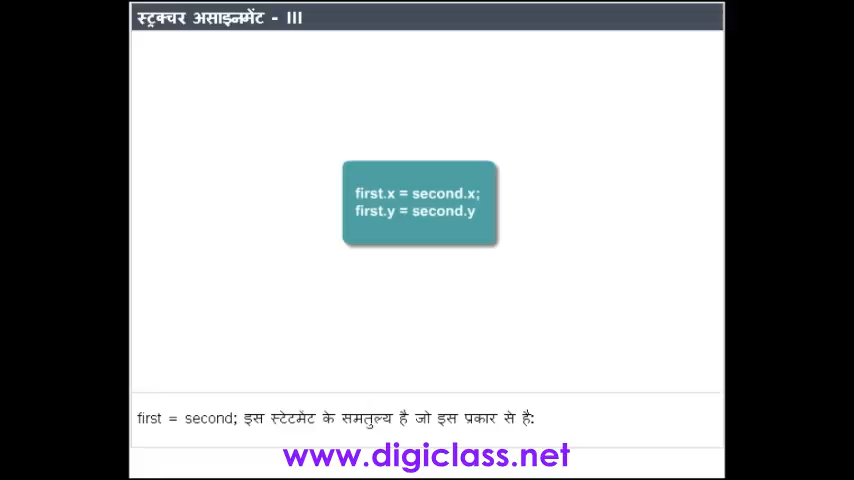 स्ट्रक्चर असाइनमेंट - III
first.x = second.x;
first.y = second.y
first = second; इस स्टेटमेंट के समतुल्य है जो इस प्रकार से है:
www.digiclass.net